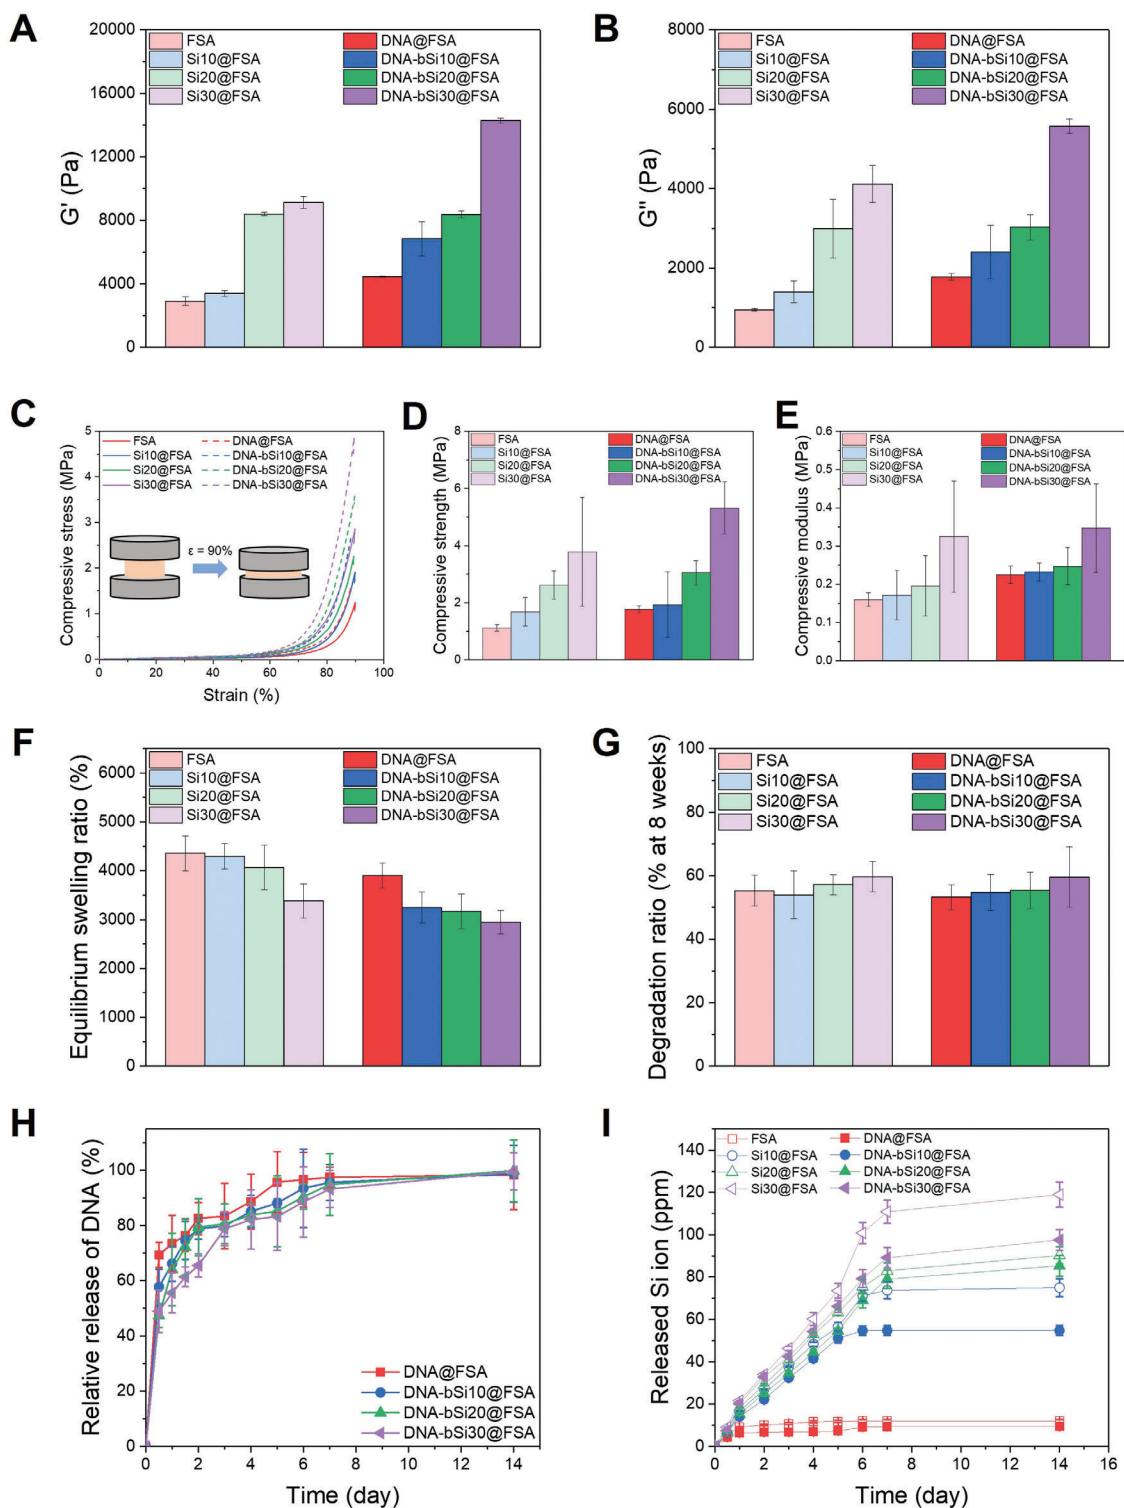 A
20000
16000
12000
8000
4000
0
G' (Pa)
FSA
Si10@FSA
Si20@FSA
Si30@FSA
DNA@FSA
DNA-bSi10@FSA
DNA-bSi20@FSA
DNA-bSi30@FSA
B
8000
6000
4000
2000
0
G'' (Pa)
FSA
Si10@FSA
Si20@FSA
Si30@FSA
DNA@FSA
DNA-bSi10@FSA
DNA-bSi20@FSA
DNA-bSi30@FSA
C
5
4
3
2
1
0
Compressive stress (MPa)
FSA
Si10@FSA
Si20@FSA
Si30@FSA
DNA@FSA
DNA-bSi10@FSA
DNA-bSi20@FSA
DNA-bSi30@FSA
ε = 90%
0 20 40 60 80 100
Strain (%)
D
8
6
4
2
0
Compressive strength (MPa)
FSA
Si10@FSA
Si20@FSA
Si30@FSA
DNA@FSA
DNA-bSi10@FSA
DNA-bSi20@FSA
DNA-bSi30@FSA
E
0.6
0.5
0.4
0.3
0.2
0.1
0.0
Compressive modulus (MPa)
FSA
Si10@FSA
Si20@FSA
Si30@FSA
DNA@FSA
DNA-bSi10@FSA
DNA-bSi20@FSA
DNA-bSi30@FSA
F
6000
5000
4000
3000
2000
1000
0
Equilibrium swelling ratio (%)
FSA
Si10@FSA
Si20@FSA
Si30@FSA
DNA@FSA
DNA-bSi10@FSA
DNA-bSi20@FSA
DNA-bSi30@FSA
G
100
80
60
40
20
0
Degradation ratio (% at 8 weeks)
FSA
Si10@FSA
Si20@FSA
Si30@FSA
DNA@FSA
DNA-bSi10@FSA
DNA-bSi20@FSA
DNA-bSi30@FSA
H
100
80
60
40
20
0
Relative release of DNA (%)
DNA@FSA
DNA-bSi10@FSA
DNA-bSi20@FSA
DNA-bSi30@FSA
0 2 4 6 8 10 12 14
Time (day)
I
140
120
100
80
60
40
20
0
Released Si ion (ppm)
FSA
Si10@FSA
Si20@FSA
Si30@FSA
DNA@FSA
DNA-bSi10@FSA
DNA-bSi20@FSA
DNA-bSi30@FSA
0 2 4 6 8 10 12 14 16
Time (day)